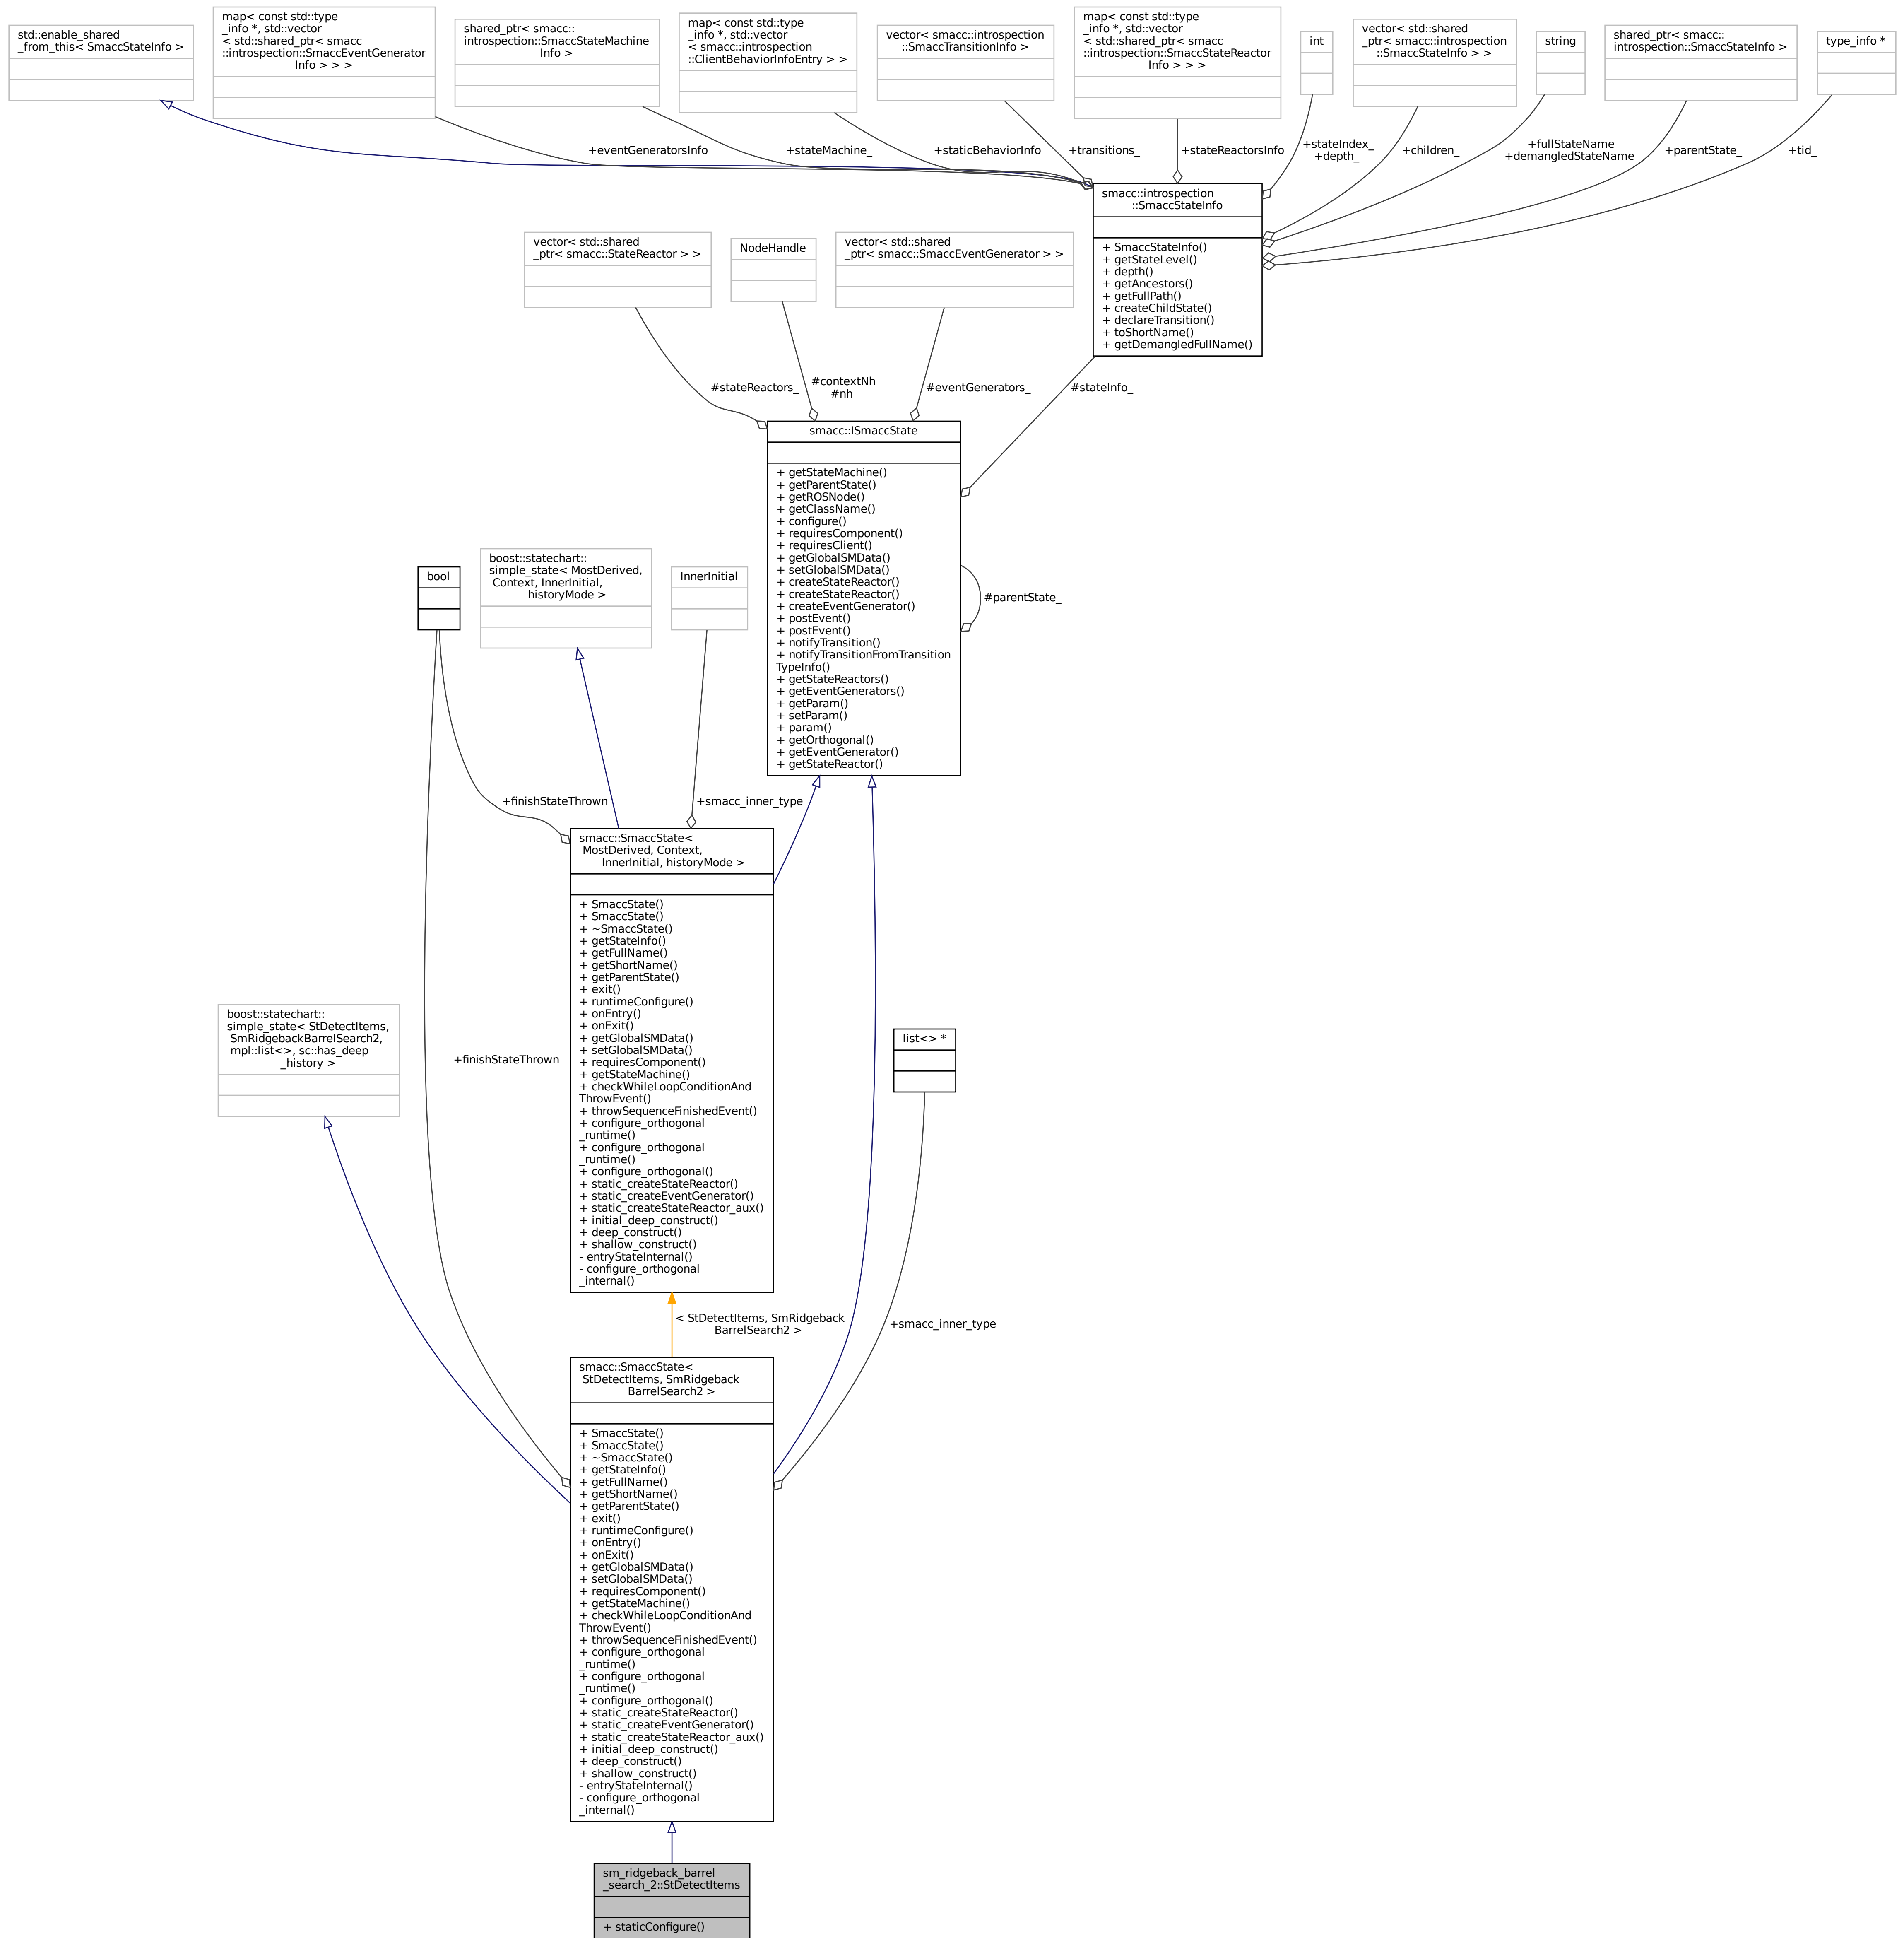 std::enable_shared
_from_this< SmaccStateInfo >
map< const std::type
_info *, std::vector
< std::shared_ptr< smacc
::introspection::SmaccEventGenerator
Info > > >
shared_ptr< smacc::
introspection::SmaccStateMachine
Info >
map< const std::type
_info *, std::vector
< smacc::introspection
::ClientBehaviorInfoEntry > >
vector< smacc::introspection
::SmaccTransitionInfo >
map< const std::type
_info *, std::vector
< std::shared_ptr< smacc
::introspection::SmaccStateReactor
Info > > >
int
vector< std::shared
_ptr< smacc::introspection
::SmaccStateInfo > >
string
shared_ptr< smacc::
introspection::SmaccStateInfo >
type_info *
+eventGeneratorsInfo
+stateMachine_
+staticBehaviorInfo
+transitions_
+stateReactorsInfo
+stateIndex_
+depth_
+children_
+fullStateName
+demangledStateName
+parentState_
+tid_
smacc::introspection
::SmaccStateInfo
+ SmaccStateInfo()
+ getStateLevel()
+ depth()
+ getAncestors()
+ getFullPath()
+ createChildState()
+ declareTransition()
+ toShortName()
+ getDemangledFullName()
vector< std::shared
_ptr< smacc::StateReactor > >
NodeHandle
vector< std::shared
_ptr< smacc::SmaccEventGenerator > >
#stateReactors_
#contextNh
#nh
#eventGenerators_
#stateInfo_
smacc::ISmaccState
+ getStateMachine()
+ getParentState()
+ getROSNode()
+ getClassName()
+ configure()
+ requiresComponent()
+ requiresClient()
+ getGlobalSMData()
+ setGlobalSMData()
+ createStateReactor()
+ createStateReactor()
+ createEventGenerator()
+ postEvent()
+ postEvent()
+ notifyTransition()
+ notifyTransitionFromTransition
TypeInfo()
+ getStateReactors()
+ getEventGenerators()
+ getParam()
+ setParam()
+ param()
+ getOrthogonal()
+ getEventGenerator()
+ getStateReactor()
#parentState_
bool
boost::statechart::
simple_state< MostDerived,
Context, InnerInitial,
historyMode >
InnerInitial
+finishStateThrown
+smacc_inner_type
smacc::SmaccState<
MostDerived, Context,
InnerInitial, historyMode >
+ SmaccState()
+ SmaccState()
+ ~SmaccState()
+ getStateInfo()
+ getFullName()
+ getShortName()
+ getParentState()
+ exit()
+ runtimeConfigure()
+ onEntry()
+ onExit()
+ getGlobalSMData()
+ setGlobalSMData()
+ requiresComponent()
+ getStateMachine()
+ checkWhileLoopConditionAnd
ThrowEvent()
+ throwSequenceFinishedEvent()
+ configure_orthogonal
_runtime()
+ configure_orthogonal
_runtime()
+ configure_orthogonal()
+ static_createStateReactor()
+ static_createEventGenerator()
+ static_createStateReactor_aux()
+ initial_deep_construct()
+ deep_construct()
+ shallow_construct()
- entryStateInternal()
- configure_orthogonal
_internal()
boost::statechart::
simple_state< StDetectItems,
SmRidgebackBarrelSearch2,
mpl::list<>, sc::has_deep
_history >
+finishStateThrown
list<> *
< StDetectItems, SmRidgeback
BarrelSearch2 >
+smacc_inner_type
smacc::SmaccState<
StDetectItems, SmRidgeback
BarrelSearch2 >
+ SmaccState()
+ SmaccState()
+ ~SmaccState()
+ getStateInfo()
+ getFullName()
+ getShortName()
+ getParentState()
+ exit()
+ runtimeConfigure()
+ onEntry()
+ onExit()
+ getGlobalSMData()
+ setGlobalSMData()
+ requiresComponent()
+ getStateMachine()
+ checkWhileLoopConditionAnd
ThrowEvent()
+ throwSequenceFinishedEvent()
+ configure_orthogonal
_runtime()
+ configure_orthogonal
_runtime()
+ configure_orthogonal()
+ static_createStateReactor()
+ static_createEventGenerator()
+ static_createStateReactor_aux()
+ initial_deep_construct()
+ deep_construct()
+ shallow_construct()
- entryStateInternal()
- configure_orthogonal
_internal()
sm_ridgeback_barrel
_search_2::StDetectItems
+ staticConfigure()